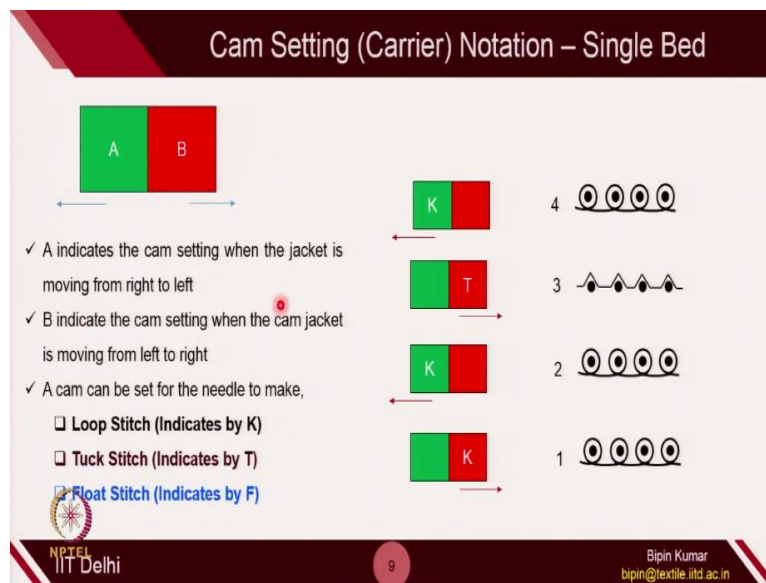 Cam Setting (Carrier) Notation – Single Bed
A B
✓ A indicates the cam setting when the jacket is
moving from right to left
✓ B indicate the cam setting when the cam jacket
is moving from left to right
✓ A cam can be set for the needle to make,
❑ Loop Stitch (Indicates by K)
❑ Tuck Stitch (Indicates by T)
❑ Float Stitch (Indicates by F)
K 4
T 3
K 2
K 1
NPTEL
IIT Delhi
9
Bipin Kumar
bipin@textile.iitd.ac.in